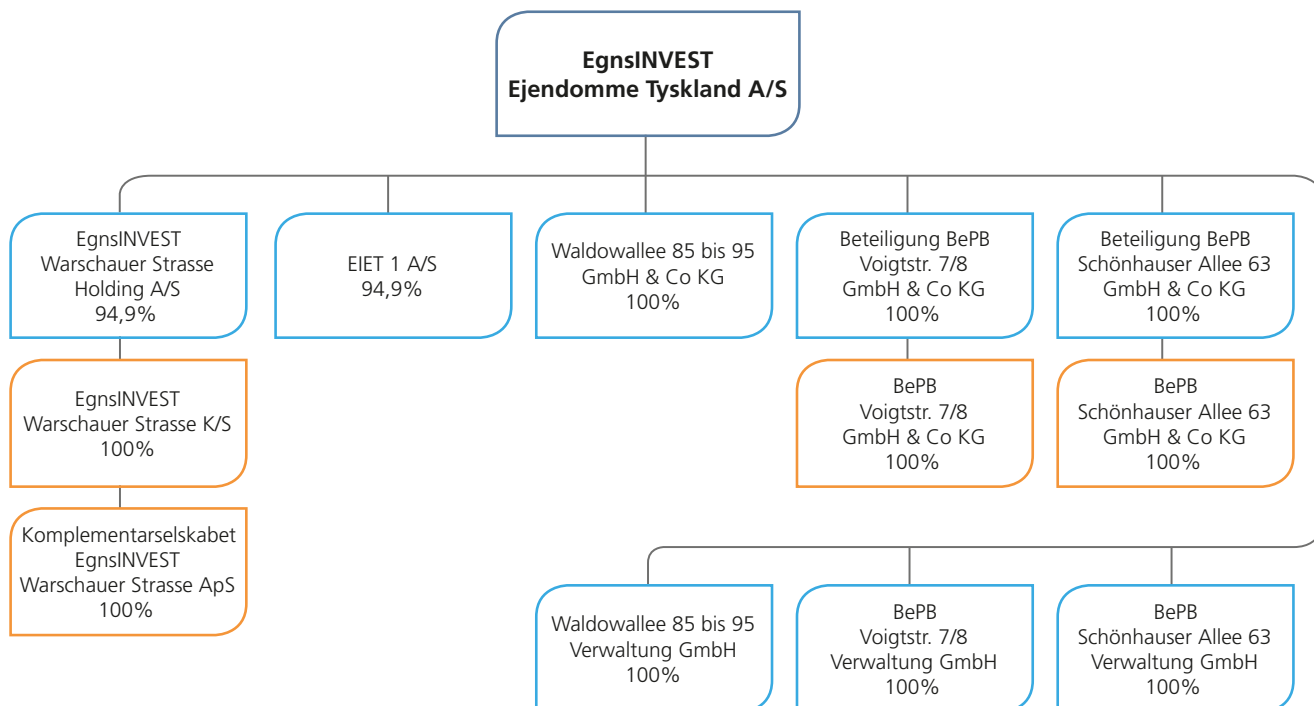 EgnsINVEST
Ejendomme Tyskland A/S
EgnsINVEST
Warschauer Strasse
Holding A/S
94,9%
EIET 1 A/S
94,9%
Waldowallee 85 bis 95
GmbH & Co KG
100%
Beteiligung BePB
Voigtstr. 7/8
GmbH & Co KG
100%
Beteiligung BePB
Schönhauser Allee 63
GmbH & Co KG
100%
EgnsINVEST
Warschauer Strasse K/S
100%
BePB
Voigtstr. 7/8
GmbH & Co KG
100%
BePB
Schönhauser Allee 63
GmbH & Co KG
100%
Komplementarselskabet
EgnsINVEST
Warschauer Strasse ApS
100%
Waldowallee 85 bis 95
Verwaltung GmbH
100%
BePB
Voigtstr. 7/8
Verwaltung GmbH
100%
BePB
Schönhauser Allee 63
Verwaltung GmbH
100%